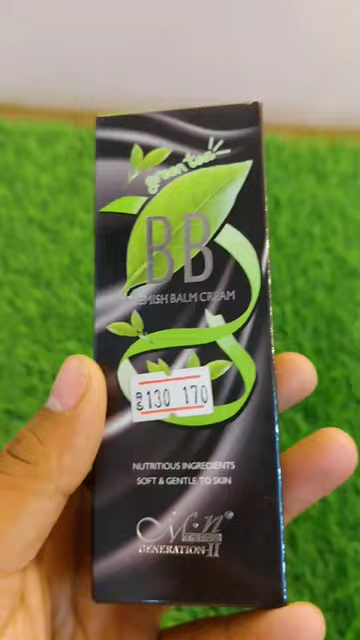 green tea
BB
BLEMISH BALM CREAM
130 170
NUTRITIOUS INGREDIENTS
SOFT & GENTLE TO SKIN
GENERATION-II